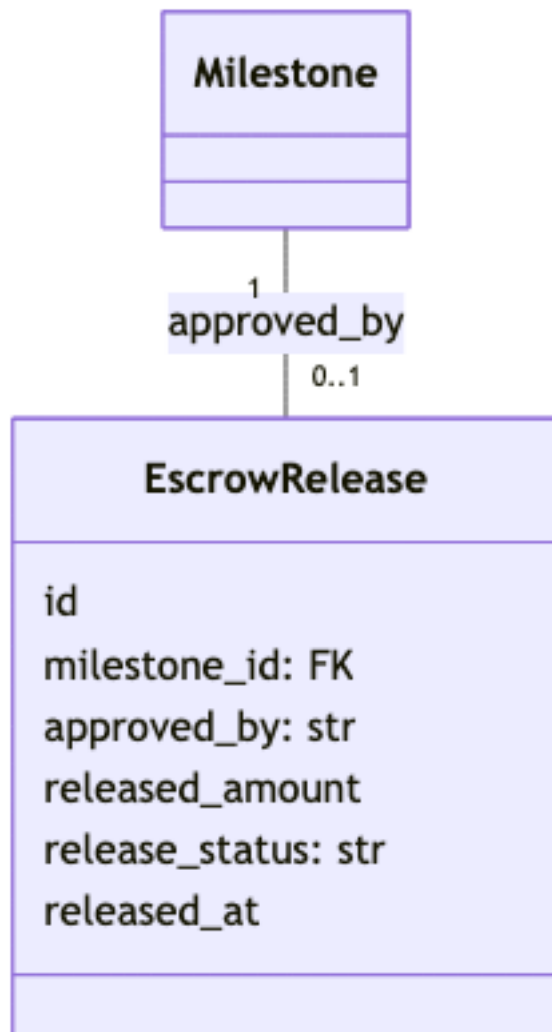 Milestone
1
approved_by
0..1
EscrowRelease
id
milestone_id: FK
approved_by: str
released_amount
release_status: str
released_at